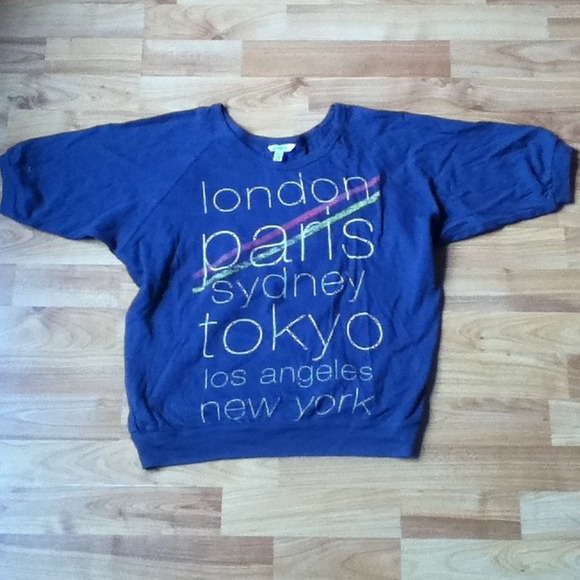 london
paris
sydney
tokyo
los angeles
new york